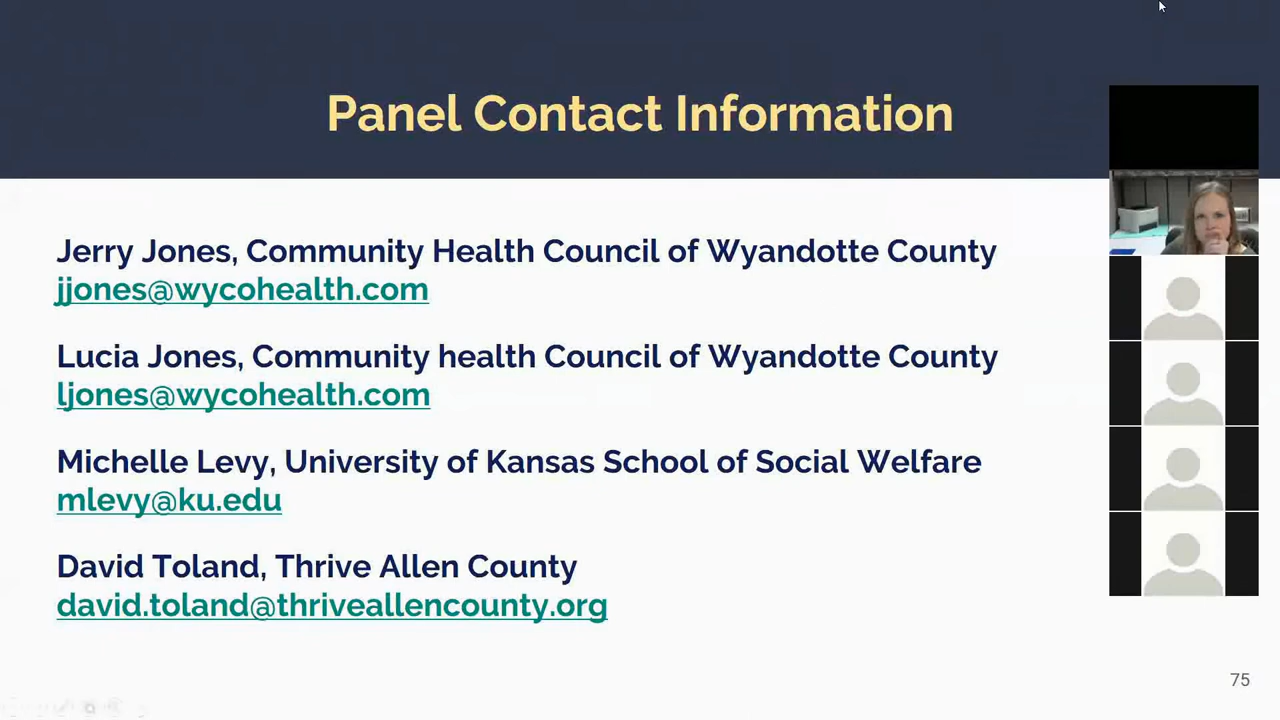 Panel Contact Information
Jerry Jones, Community Health Council of Wyandotte County
jjones@wycohealth.com
Lucia Jones, Community health Council of Wyandotte County
ljones@wycohealth.com
Michelle Levy, University of Kansas School of Social Welfare
mlevy@ku.edu
David Toland, Thrive Allen County
david.toland@thriveallencounty.org
75